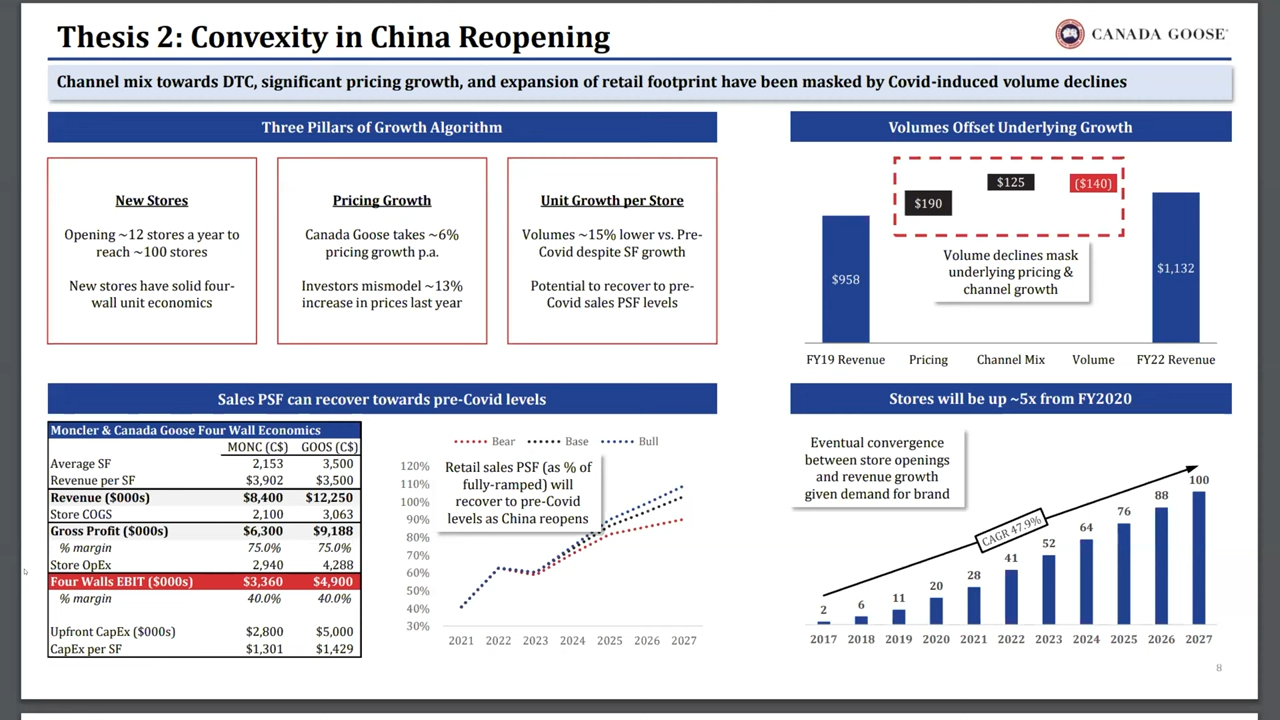 Thesis 2: Convexity in China Reopening
CANADA GOOSE
Channel mix towards DTC, significant pricing growth, and expansion of retail footprint have been masked by Covid-induced volume declines
Three Pillars of Growth Algorithm
New Stores
Opening ~12 stores a year to
reach ~100 stores
New stores have solid four-
wall unit economics
Pricing Growth
Canada Goose takes ~6%
pricing growth p.a.
Investors mismodel ~13%
increase in prices last year
Unit Growth per Store
Volumes ~15% lower vs. Pre-
Covid despite SF growth
Potential to recover to pre-
Covid sales PSF levels
Volumes Offset Underlying Growth
$190
$125
($140)
$958
Volume declines mask
underlying pricing &
channel growth
$1,132
FY19 Revenue Pricing Channel Mix Volume FY22 Revenue
Sales PSF can recover towards pre-Covid levels
Moncler & Canada Goose Four Wall Economics
MONC (C$) GOOS (C$)
Average SF 2,153 3,500
Revenue per SF $3,902 $3,500
Revenue ($000s) $8,400 $12,250
Store COGS 2,100 3,063
Gross Profit ($000s) $6,300 $9,188
% margin 75.0% 75.0%
Store OpEx 2,940 4,288
Four Walls EBIT ($000s) $3,360 $4,900
% margin 40.0% 40.0%
Upfront CapEx ($000s) $2,800 $5,000
CapEx per SF $1,301 $1,429
Bear Base Bull
Retail sales PSF (as % of
fully-ramped) will
recover to pre-Covid
levels as China reopens
120%
110%
100%
90%
80%
70%
60%
50%
40%
30%
2021 2022 2023 2024 2025 2026 2027
Stores will be up ~5x from FY2020
Eventual convergence
between store openings
and revenue growth
given demand for brand
CAGR 47.9%
2 6 11 20 28 41 52 64 76 88 100
2017 2018 2019 2020 2021 2022 2023 2024 2025 2026 2027
8